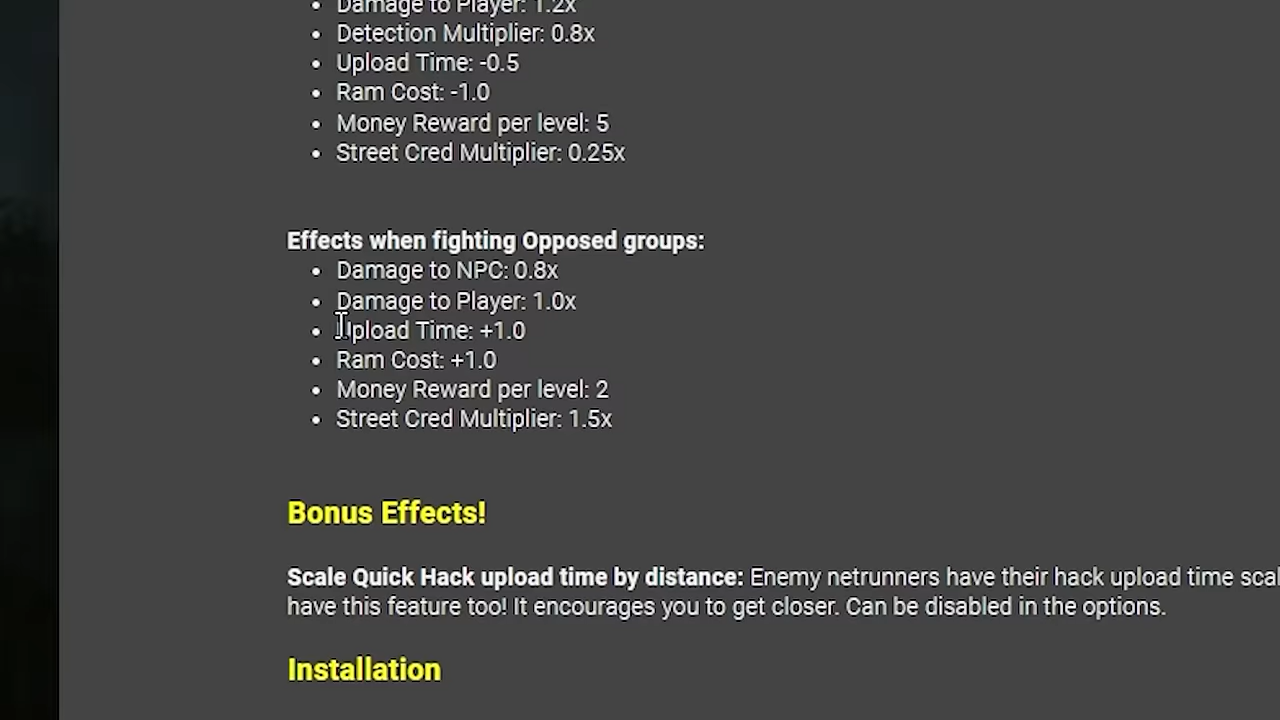 Damage to Player: 1.2x
Detection Multiplier: 0.8x
Upload Time: -0.5
Ram Cost: -1.0
Money Reward per level: 5
Street Cred Multiplier: 0.25x
Effects when fighting Opposed groups:
Damage to NPC: 0.8x
Damage to Player: 1.0x
Upload Time: +1.0
Ram Cost: +1.0
Money Reward per level: 2
Street Cred Multiplier: 1.5x
Bonus Effects!
Scale Quick Hack upload time by distance: Enemy netrunners have their hack upload time
have this feature too! It encourages you to get closer. Can be disabled in the options.
Installation